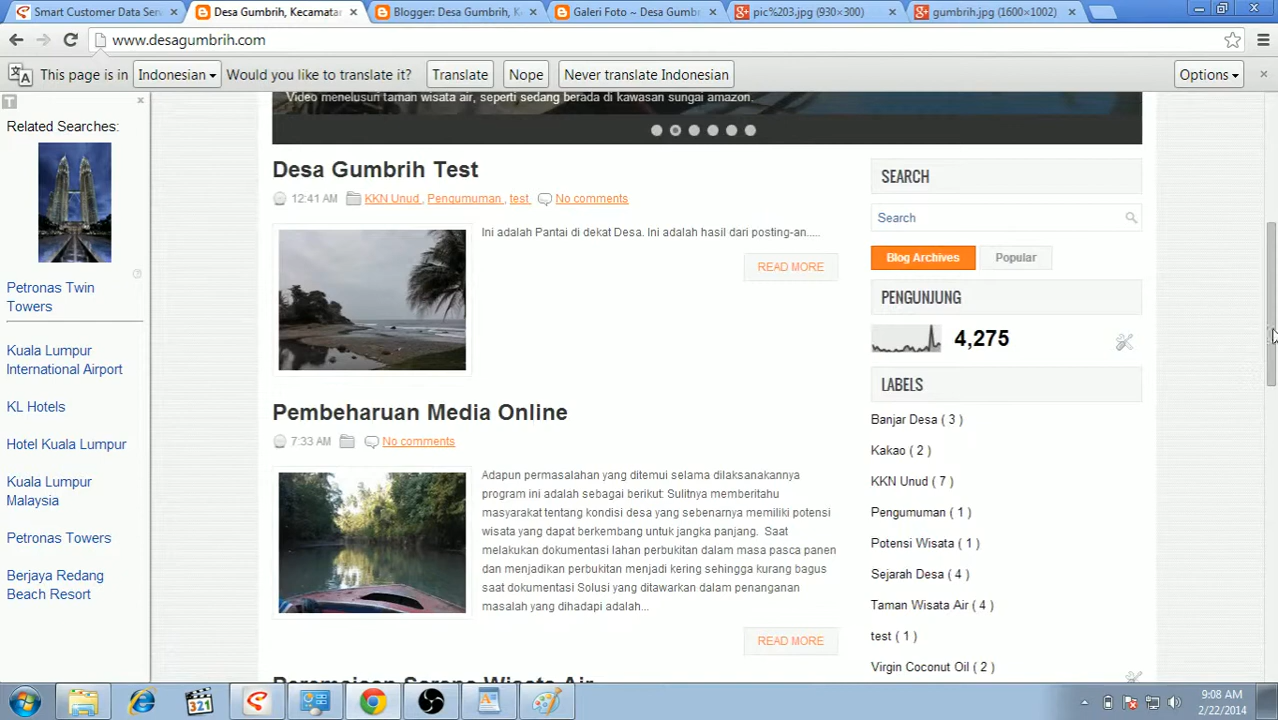 Smart Customer Data Serv
Desa Gumbrih, Kecamata
Blogger: Desa Gumbrih, K
Galeri Foto ~ Desa Gumb
pic%203.jpg (930×300)
gumbrih.jpg (1600×1002)
www.desagumbrih.com
This page is in Indonesian Would you like to translate it? Translate Nope Never translate Indonesian Options
T
Related Searches:
Petronas Twin
Towers
Kuala Lumpur
International Airport
KL Hotels
Hotel Kuala Lumpur
Kuala Lumpur
Malaysia
Petronas Towers
Berjaya Redang
Beach Resort
Video menelusuri taman wisata air, seperti sedang berada di kawasan sungai amazon.
Desa Gumbrih Test
12:41 AM KKN Unud , Pengumuman , test No comments
Ini adalah Pantai di dekat Desa. Ini adalah hasil dari posting-an.....
READ MORE
Pembeharuan Media Online
7:33 AM No comments
Adapun permasalahan yang ditemui selama dilaksanakannya
program ini adalah sebagai berikut: Sulitnya memberitahu
masyarakat tentang kondisi desa yang sebenarnya memiliki potensi
wisata yang dapat berkembang untuk jangka panjang.  Saat
melakukan dokumentasi lahan perbukitan dalam masa pasca panen
dan menjadikan perbukitan menjadi kering sehingga kurang bagus
saat dokumentasi Solusi yang ditawarkan dalam penanganan
masalah yang dihadapi adalah...
READ MORE
Peremajaan Sarana Wisata Air
SEARCH
Search
Blog Archives Popular
PENGUNJUNG
4,275
LABELS
Banjar Desa ( 3 )
Kakao ( 2 )
KKN Unud ( 7 )
Pengumuman ( 1 )
Potensi Wisata ( 1 )
Sejarah Desa ( 4 )
Taman Wisata Air ( 4 )
test ( 1 )
Virgin Coconut Oil ( 2 )
321
9:08 AM
2/22/2014